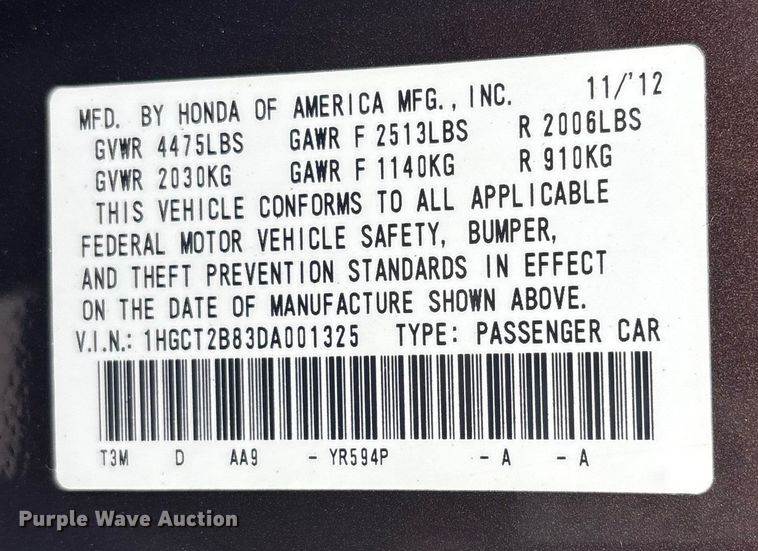 MFD. BY HONDA OF AMERICA MFG., INC. 11/'12
GVWR 4475LBS GAWR F 2513LBS R 2006LBS
GVWR 2030KG GAWR F 1140KG R 910KG
THIS VEHICLE CONFORMS TO ALL APPLICABLE
FEDERAL MOTOR VEHICLE SAFETY, BUMPER,
AND THEFT PREVENTION STANDARDS IN EFFECT
ON THE DATE OF MANUFACTURE SHOWN ABOVE.
V.I.N.: 1HGCT2B83DA001325 TYPE: PASSENGER CAR
T3M D AA9 - YR594P - A - A
Purple Wave Auction